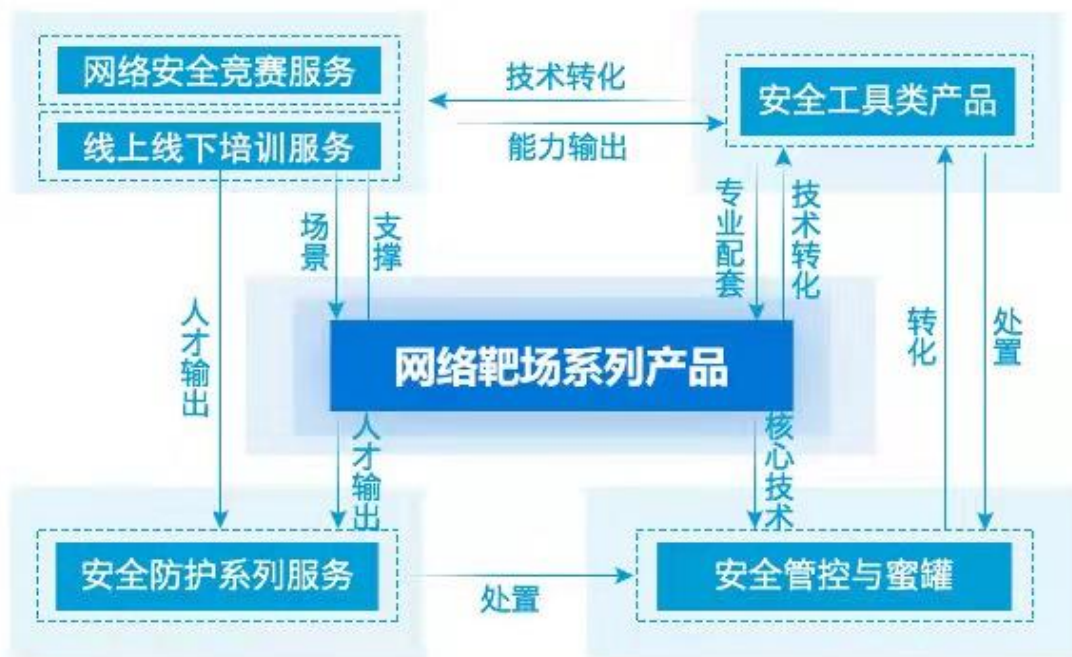 网络安全竞赛服务
线上线下培训服务
技术转化
能力输出
安全工具类产品
场景
支撑
专业配套
技术转化
人才输出
转化
处置
网络靶场系列产品
人才输出
核心技术
安全防护系列服务
处置
安全管控与蜜罐